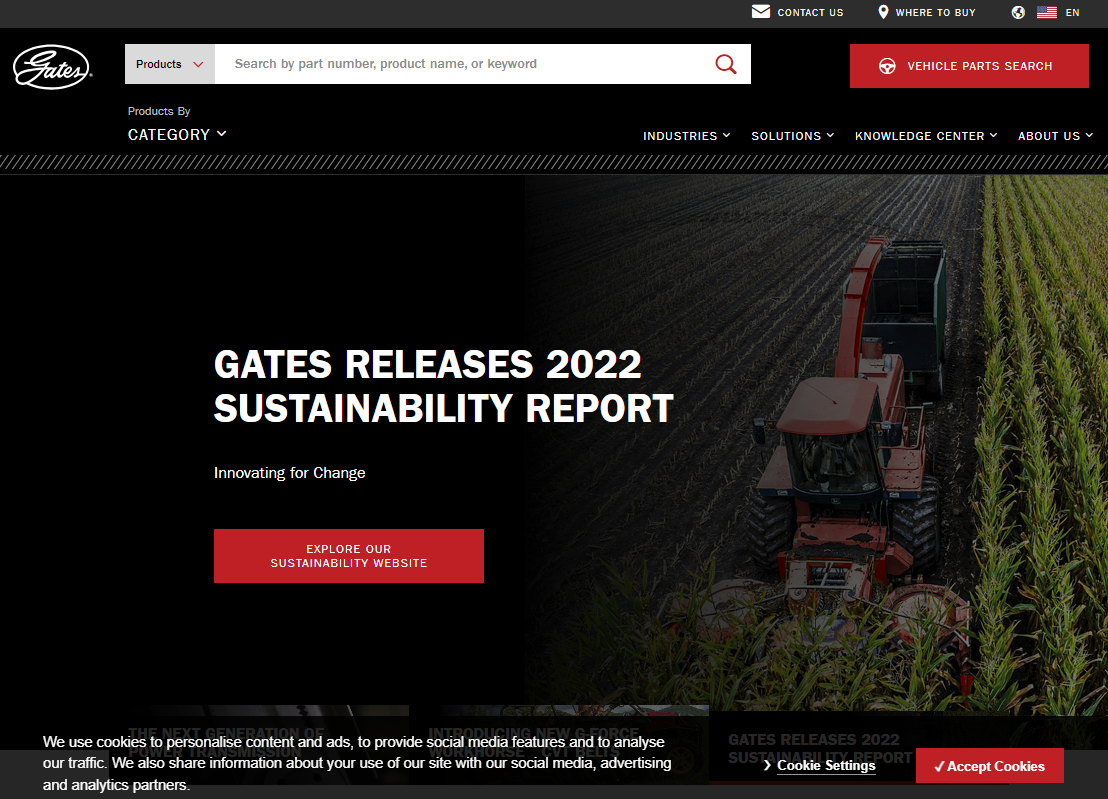 CONTACT US
WHERE TO BUY
EN
Gates
Products
Search by part number, product name, or keyword
VEHICLE PARTS SEARCH
Products By
CATEGORY
INDUSTRIES
SOLUTIONS
KNOWLEDGE CENTER
ABOUT US
GATES RELEASES 2022
SUSTAINABILITY REPORT
Innovating for Change
EXPLORE OUR
SUSTAINABILITY WEBSITE
THE NEXT GENERATION OF
POWER TRANSMISSION
INTRODUCING NEW G-FORCE
WORKHORSE™ CVT BELTS
GATES RELEASES 2022
SUSTAINABILITY REPORT
We use cookies to personalise content and ads, to provide social media features and to analyse
our traffic. We also share information about your use of our site with our social media, advertising
and analytics partners.
Cookie Settings
Accept Cookies